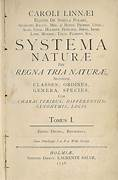 CAROLI LINNÆI
SYSTEMA
NATURÆ
PER
REGNA TRIA NATURÆ,
SECUNDUM
CLASSES, ORDINES,
GENERA, SPECIES,
CUM
CHARACTERIBUS, DIFFERENTIIS,
SYNONYMIS, LOCIS.
TOMUS I.
EDITIO DECIMA, REFORMATA.
HOLMIÆ,
IMPENSIS DIRECT. LAURENTII SALVII,
1758.